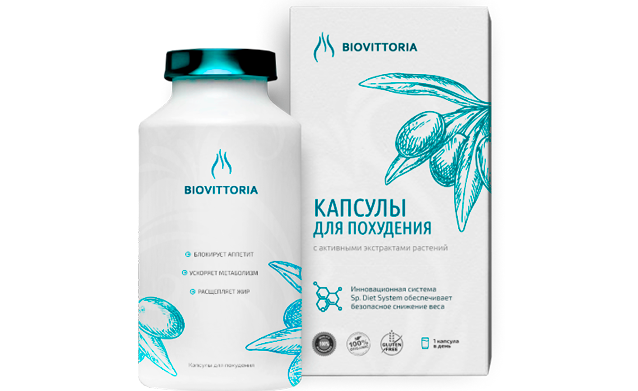 BIOVITTORIA
БЛОКИРУЕТ АППЕТИТ
УСКОРЯЕТ МЕТАБОЛИЗМ
РАСЩЕПЛЯЕТ ЖИР
Капсулы для похудения
BIOVITTORIA
КАПСУЛЫ
ДЛЯ ПОХУДЕНИЯ
с активными экстрактами растений
Инновационная система
Sp. Diet System обеспечивает
безопасное снижение веса
100%
100%
GLUTEN
FREE
1 капсула
в день